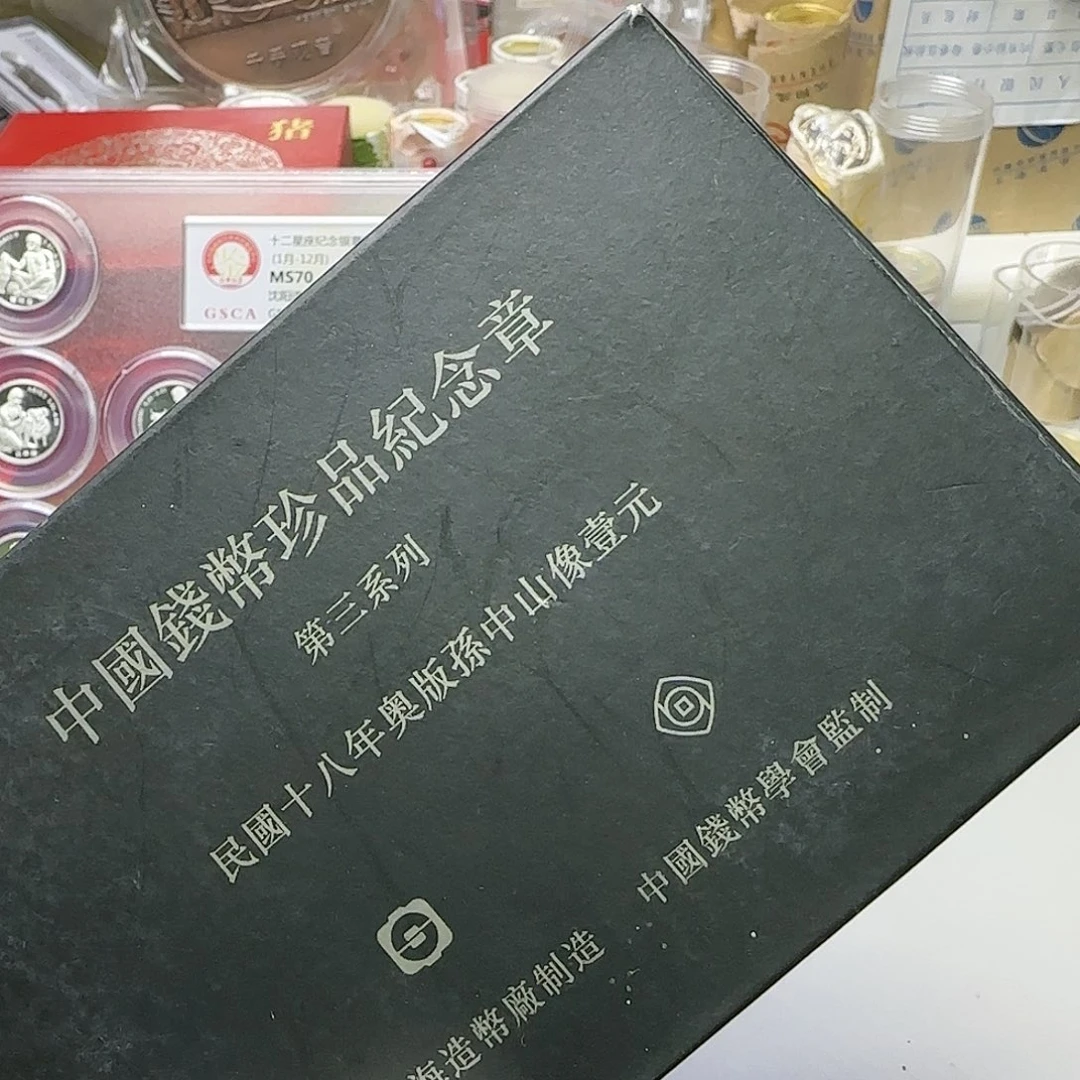 猪
十二星座纪念银章
(1月-12月)
MS70
GSCA
中國錢幣珍品紀念章
第三系列
民國十八年奧版孫中山像壹元
中國錢幣學會監制
海造幣廠制造